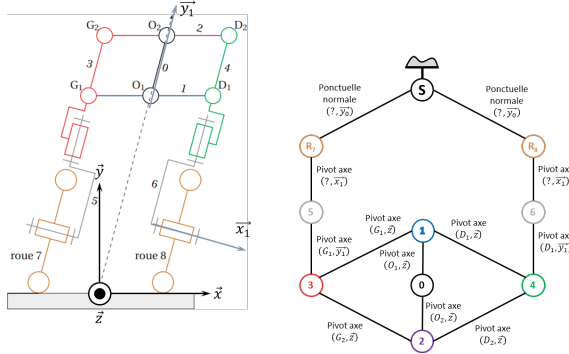 y₁
G₂
O₂
2
D₂
3
0
4
G₁
O₁
1
D₁
y
6
5
x₁
roue 7
roue 8
x
z
S
Ponctuelle
normale
(?, y₀)
Ponctuelle
normale
(?, y₀)
R₇
R₈
Pivot axe
(?, x₁)
Pivot axe
(?, x₁)
5
6
Pivot axe
(G₁, y₁)
Pivot axe
(G₁, z)
1
Pivot axe
(D₁, z)
Pivot axe
(D₁, y₁
Pivot axe
(O₁, z)
3
0
4
Pivot axe
(O₂, z)
Pivot axe
(G₂, z)
2
Pivot axe
(D₂, z)